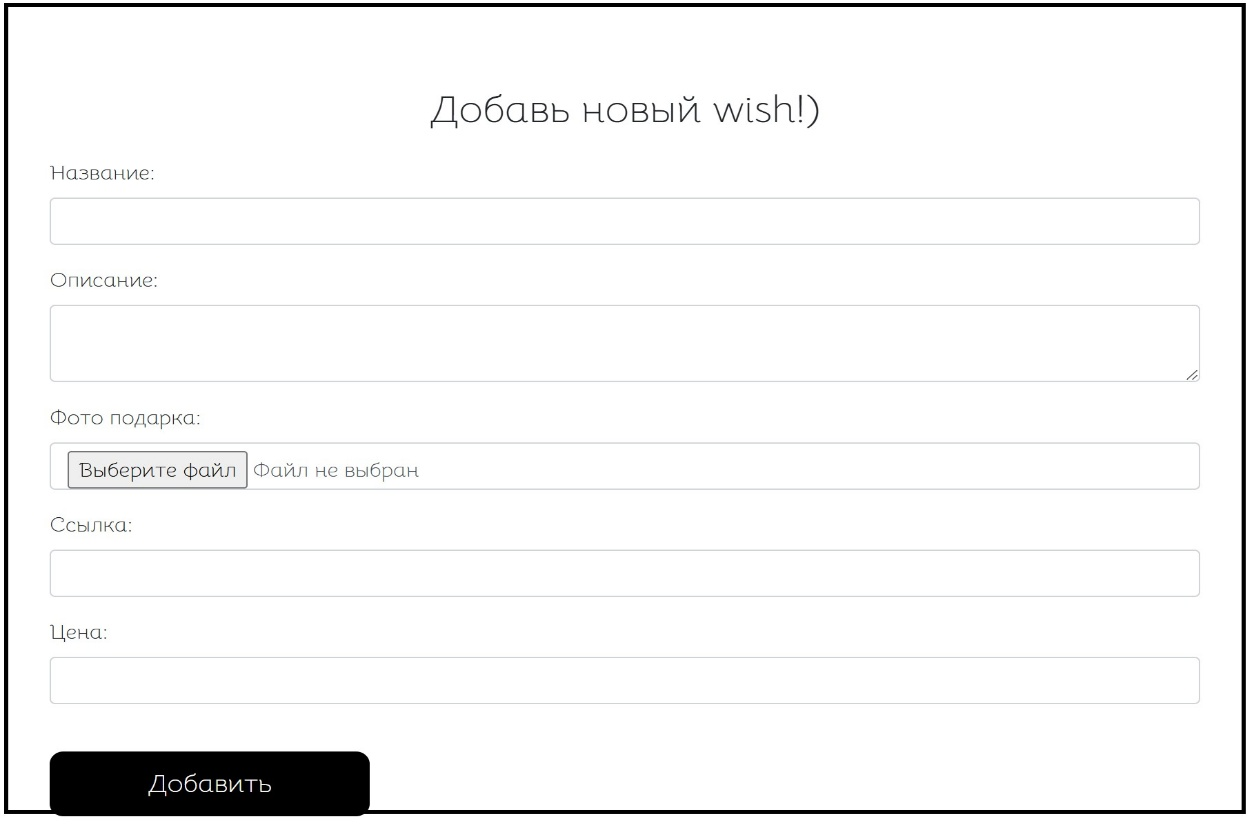 Добавь новый wish!)
Название:
Описание:
Фото подарка:
Выберите файл Файл не выбран
Ссылка:
Цена:
Добавить